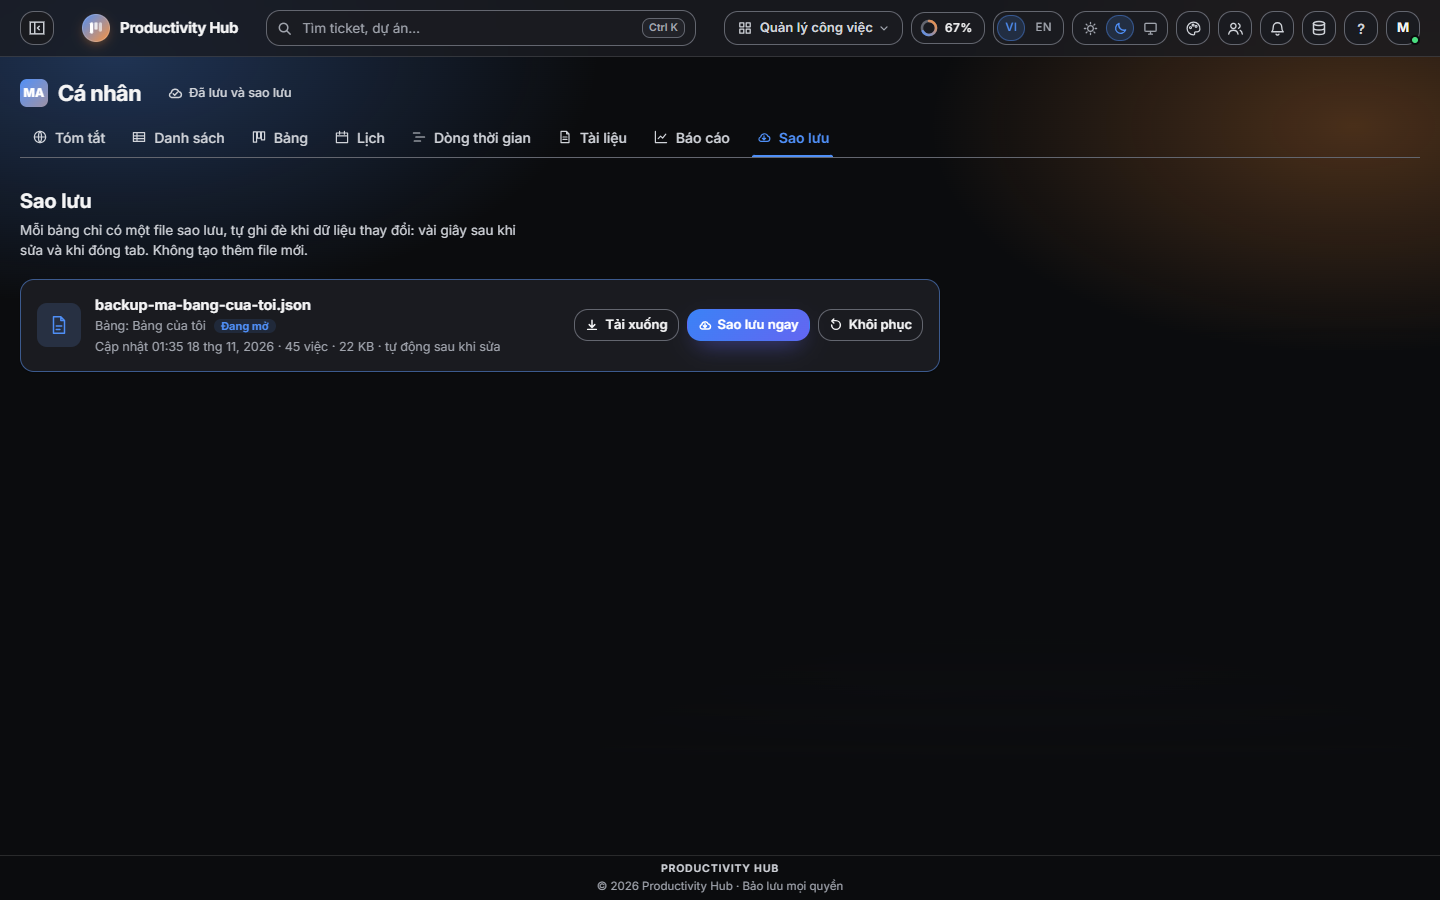 Productivity Hub
Tìm ticket, dự án...
Ctrl K
Quản lý công việc
67%
VI
EN
?
M
MA
Cá nhân
Đã lưu và sao lưu
Tóm tắt
Danh sách
Bảng
Lịch
Dòng thời gian
Tài liệu
Báo cáo
Sao lưu
Sao lưu
Mỗi bảng chỉ có một file sao lưu, tự ghi đè khi dữ liệu thay đổi: vài giây sau khi
sửa và khi đóng tab. Không tạo thêm file mới.
backup-ma-bang-cua-toi.json
Bảng: Bảng của tôi
Đang mở
Cập nhật 01:35 18 thg 11, 2026 · 45 việc · 22 KB · tự động sau khi sửa
Tải xuống
Sao lưu ngay
Khôi phục
PRODUCTIVITY HUB
© 2026 Productivity Hub · Bảo lưu mọi quyền